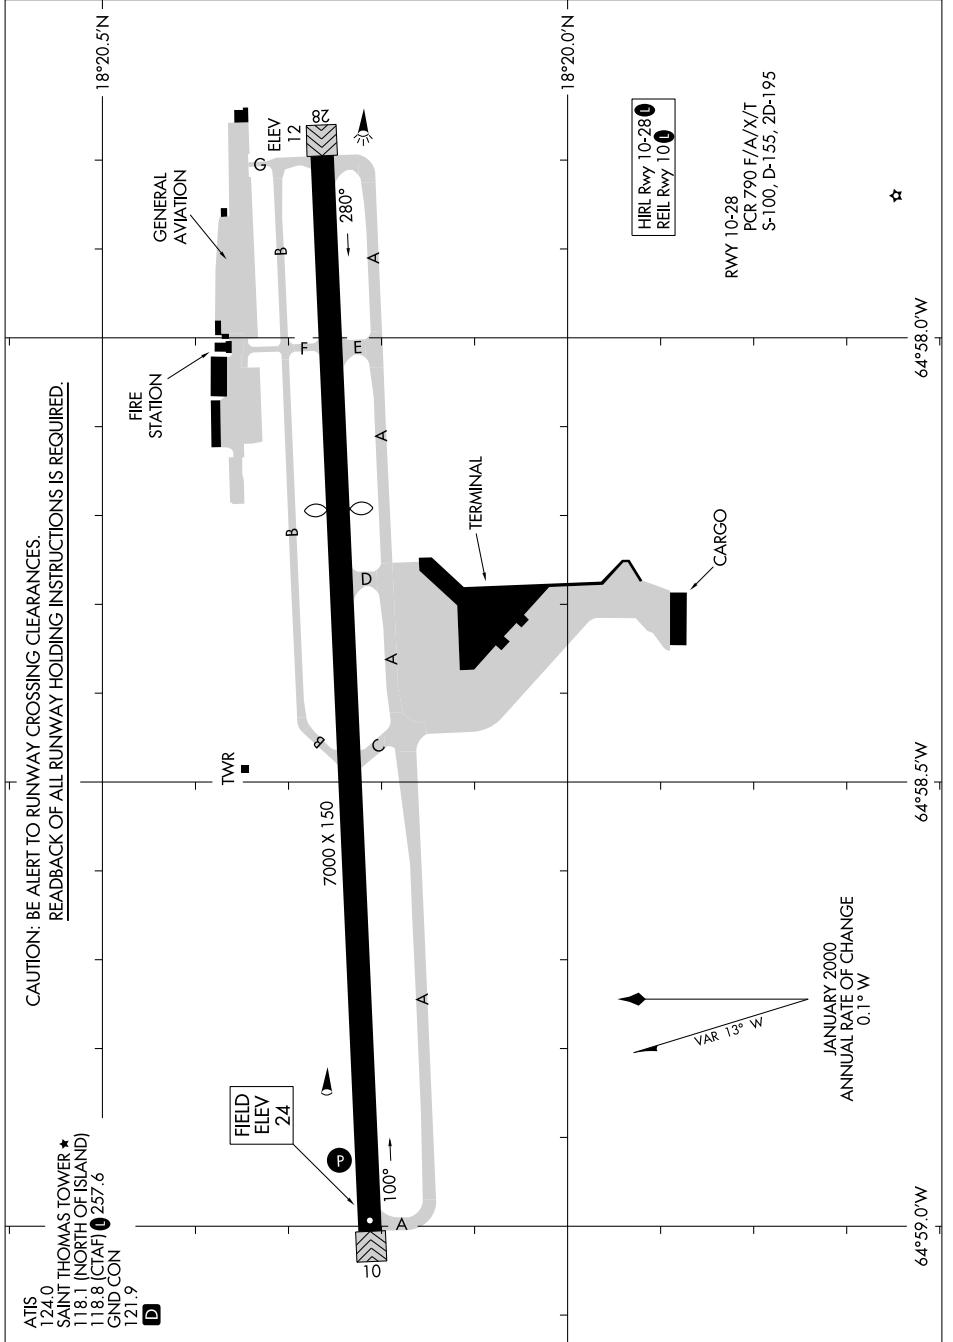 CAUTION: BE ALERT TO RUNWAY CROSSING CLEARANCES.
READBACK OF ALL RUNWAY HOLDING INSTRUCTIONS IS REQUIRED.
ATIS
124.0
SAINT THOMAS TOWER ★
118.1 (NORTH OF ISLAND)
118.8 (CTAF) L 257.6
GND CON
121.9
D
18°20.5'N
18°20.0'N
GENERAL
AVIATION
FIRE
STATION
TWR
G
ELEV
12
28
280°
B
A
F
E
A
B
D
A
B
C
7000 X 150
A
TERMINAL
CARGO
FIELD
ELEV
24
P
100°
A
10
HIRL Rwy 10-28 L
REIL Rwy 10 L
RWY 10-28
PCR 790 F/A/X/T
S-100, D-155, 2D-195
VAR 13° W
JANUARY 2000
ANNUAL RATE OF CHANGE
0.1° W
64°58.0'W
64°58.5'W
64°59.0'W